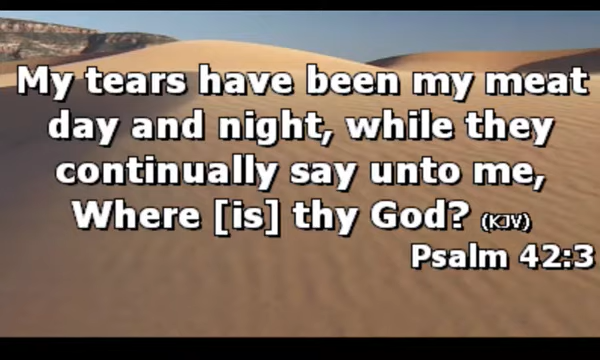 My tears have been my meat
day and night, while they
continually say unto me,
Where [is] thy God? (KJV)
Psalm 42:3